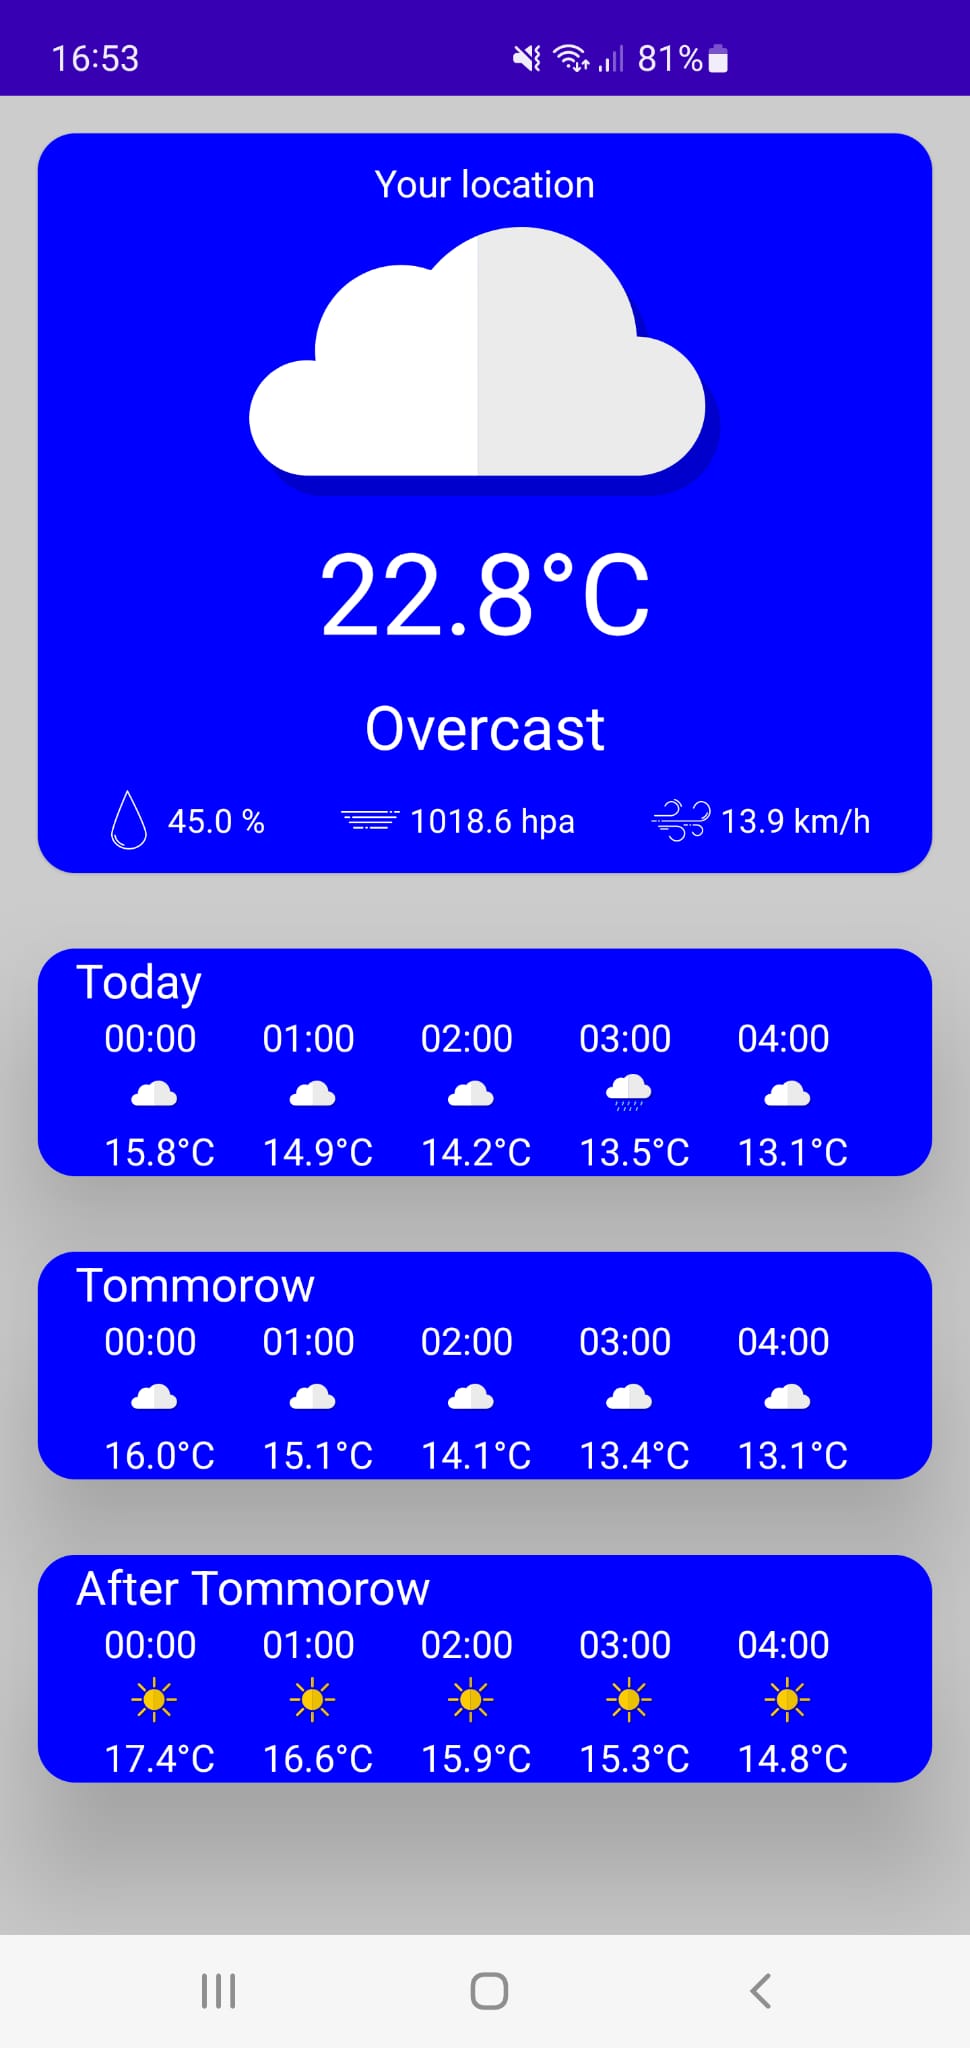 16:53 81%
Your location
22.8°C
Overcast
45.0 % 1018.6 hpa 13.9 km/h
Today
00:00 01:00 02:00 03:00 04:00
15.8°C 14.9°C 14.2°C 13.5°C 13.1°C
Tommorow
00:00 01:00 02:00 03:00 04:00
16.0°C 15.1°C 14.1°C 13.4°C 13.1°C
After Tommorow
00:00 01:00 02:00 03:00 04:00
17.4°C 16.6°C 15.9°C 15.3°C 14.8°C